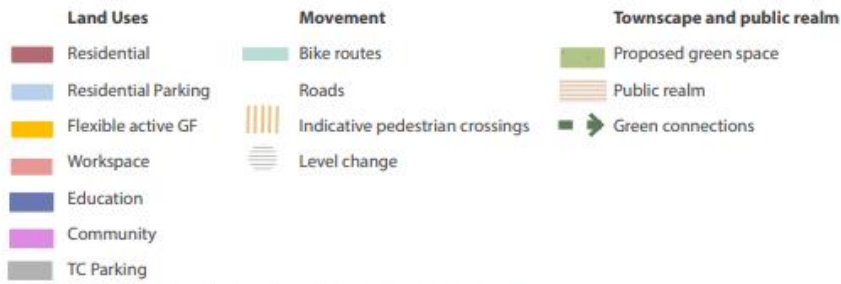 Land Uses
Residential
Residential Parking
Flexible active GF
Workspace
Education
Community
TC Parking
Movement
Bike routes
Roads
Indicative pedestrian crossings
Level change
Townscape and public realm
Proposed green space
Public realm
Green connections